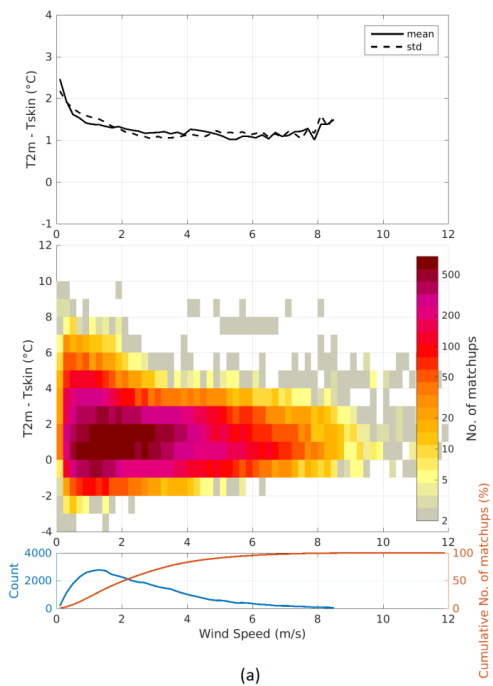 4
3
2
1
0
-1
T2m - Tskin (°C)
mean
std
0 2 4 6 8 10 12
12
10
8
6
4
2
0
-2
-4
T2m - Tskin (°C)
500
200
100
50
20
10
5
2
No. of matchups
0 2 4 6 8 10 12
4000
2000
0
Count
100
50
0
Cumulative No. of matchups (%)
0 2 4 6 8 10 12
Wind Speed (m/s)
(a)